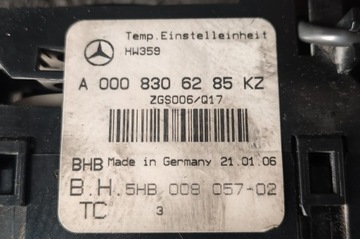 Temp.Einstelleinheit
HW359
A 000 830 62 85 KZ
ZGS006/Q17
BHB Made in Germany 21.01.06
B.H. 5HB 009 057-02
TC 3